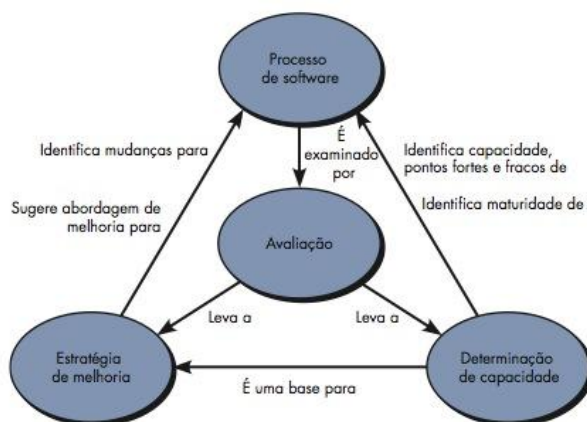 Processo
de software
Identifica mudanças para
É
examinado
por
Identifica capacidade,
pontos fortes e fracos de
Sugere abordagem de
melhoria para
Identifica maturidade de
Avaliação
Leva a
Leva a
Estratégia
de melhoria
Determinação
de capacidade
É uma base para